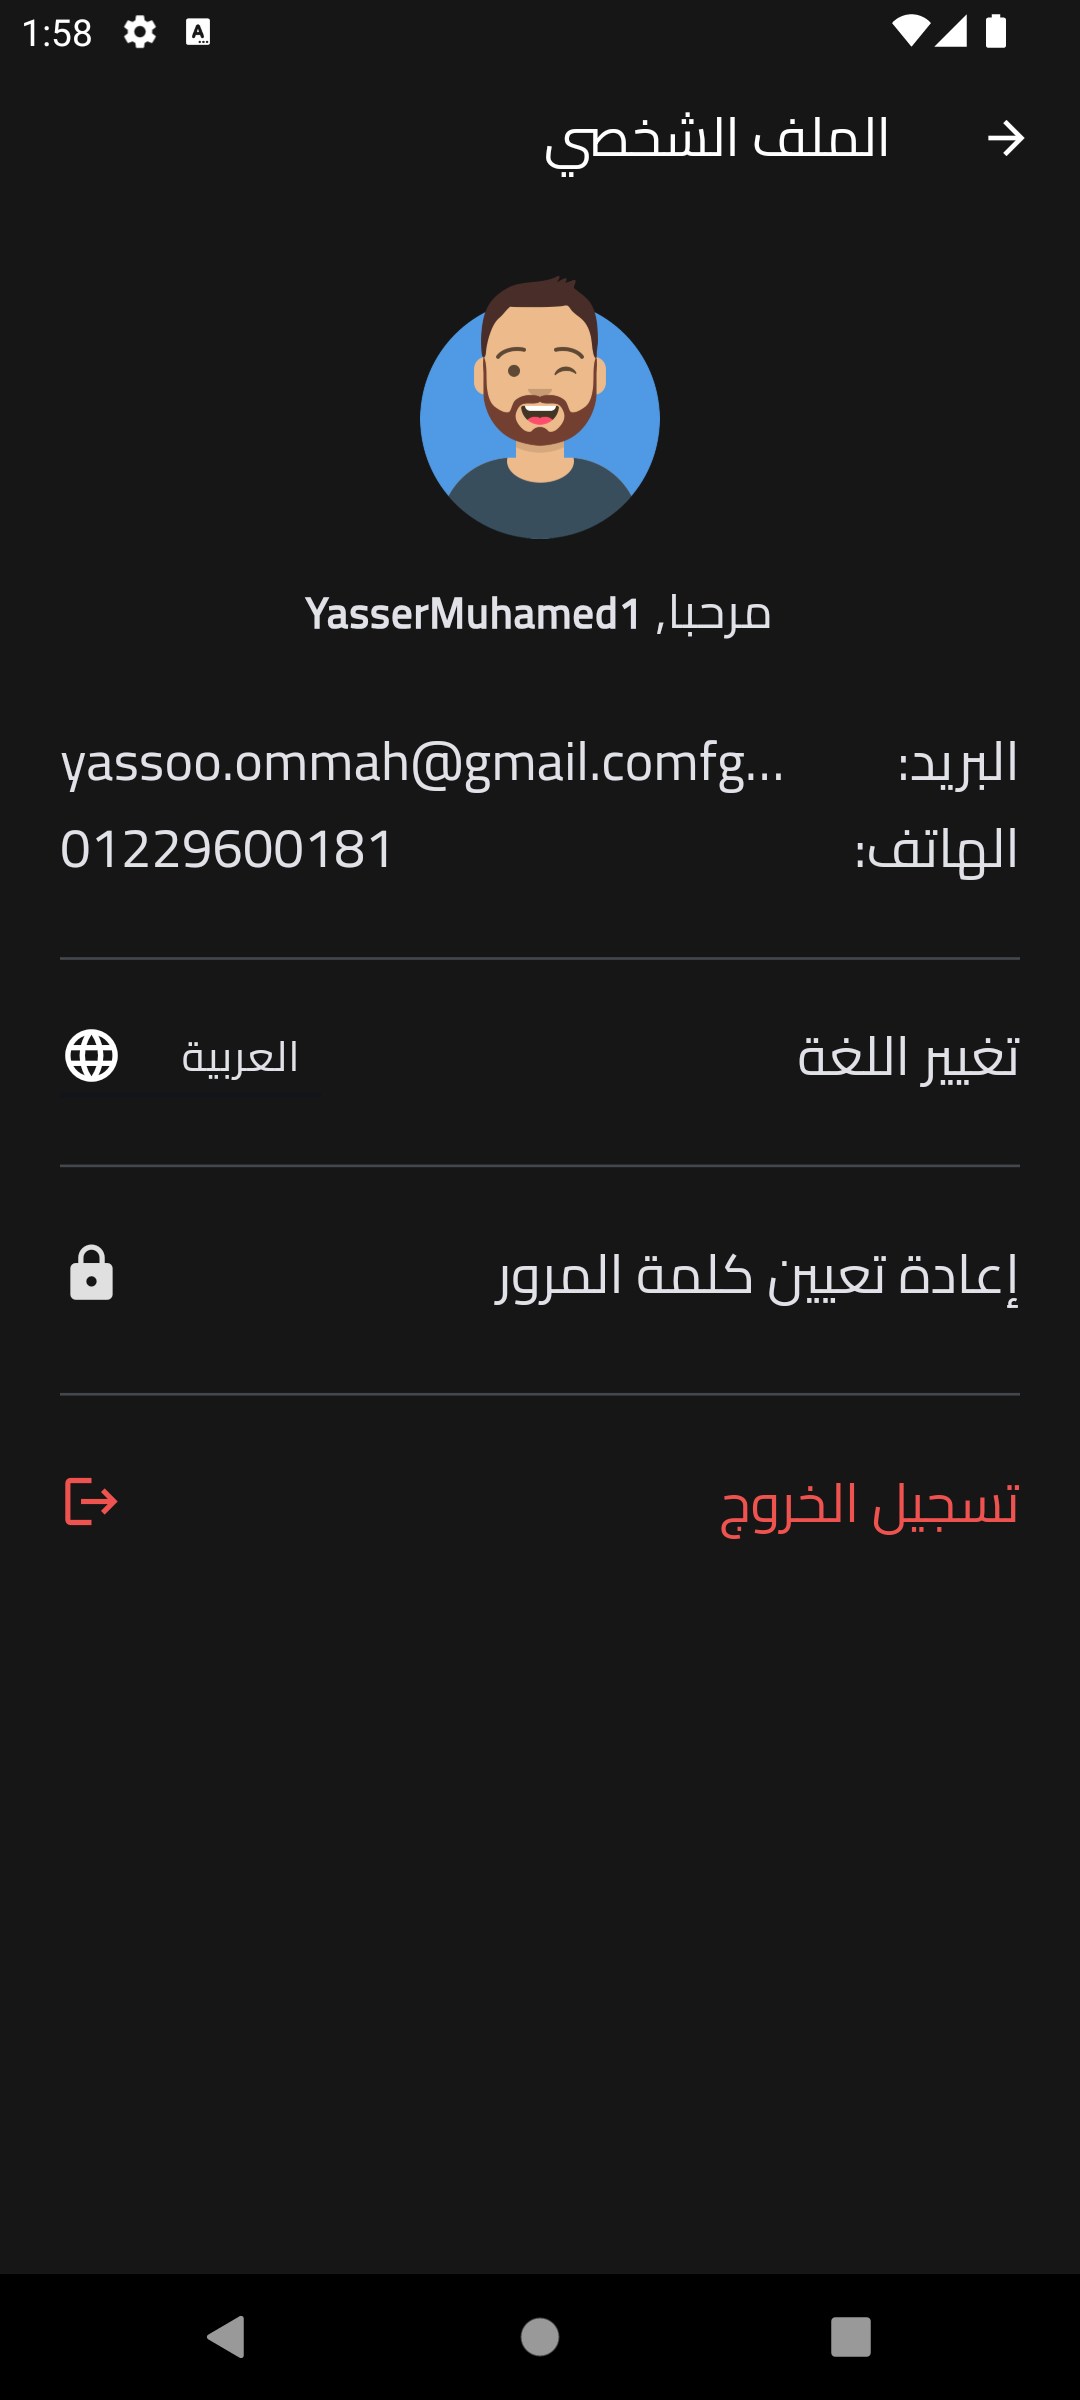 1:58
الملف الشخصي
مرحبا, YasserMuhamed1
البريد: yassoo.ommah@gmail.comfg...
الهاتف: 01229600181
تغيير اللغة العربية
إعادة تعيين كلمة المرور
تسجيل الخروج